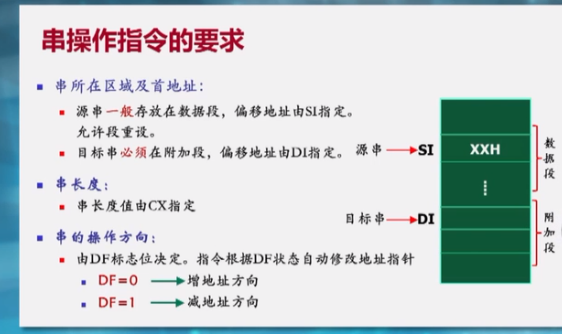 串操作指令的要求
串所在区域及首地址：
源串一般存放在数据段，偏移地址由SI指定。
允许段重设。
目标串必须在附加段，偏移地址由DI指定。
串长度：
串长度值由CX指定
串的操作方向：
由DF标志位决定。指令根据DF状态自动修改地址指针
DF=0 → 增地址方向
DF=1 → 减地址方向
源串 → SI
XXH
⋮
数据段
目标串 → DI
附加段